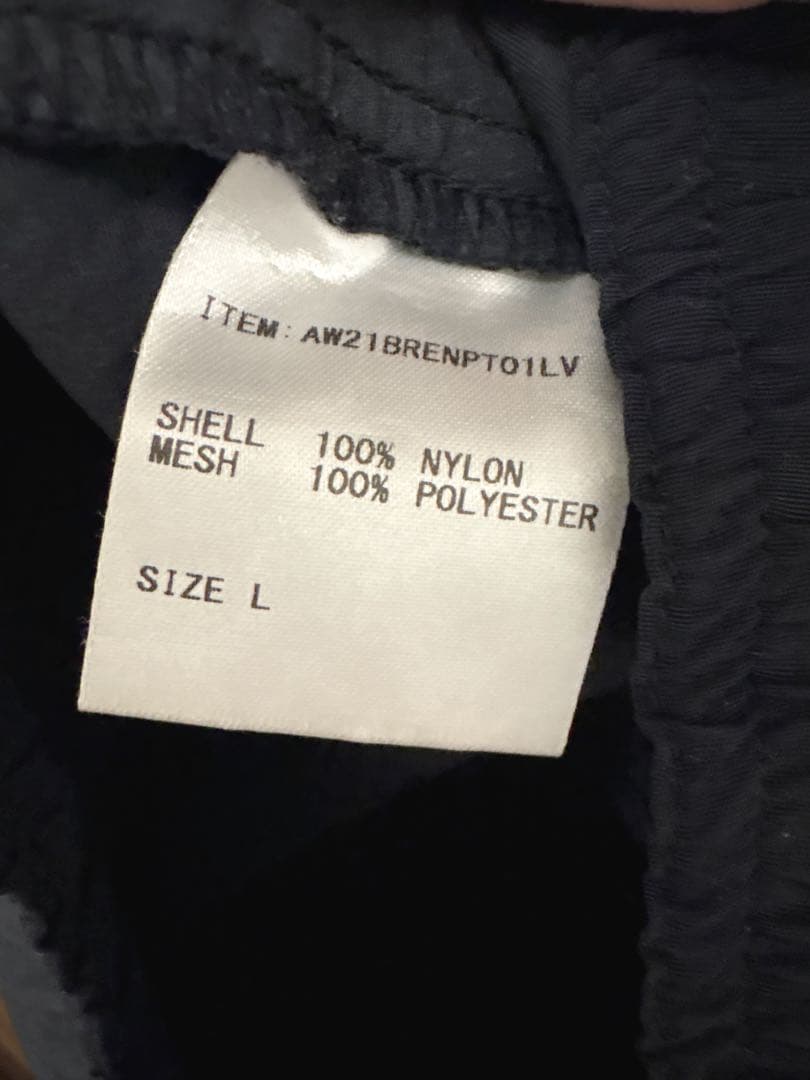 ITEM: AW21BRENPT01LV
SHELL 100% NYLON
MESH 100% POLYESTER
SIZE L